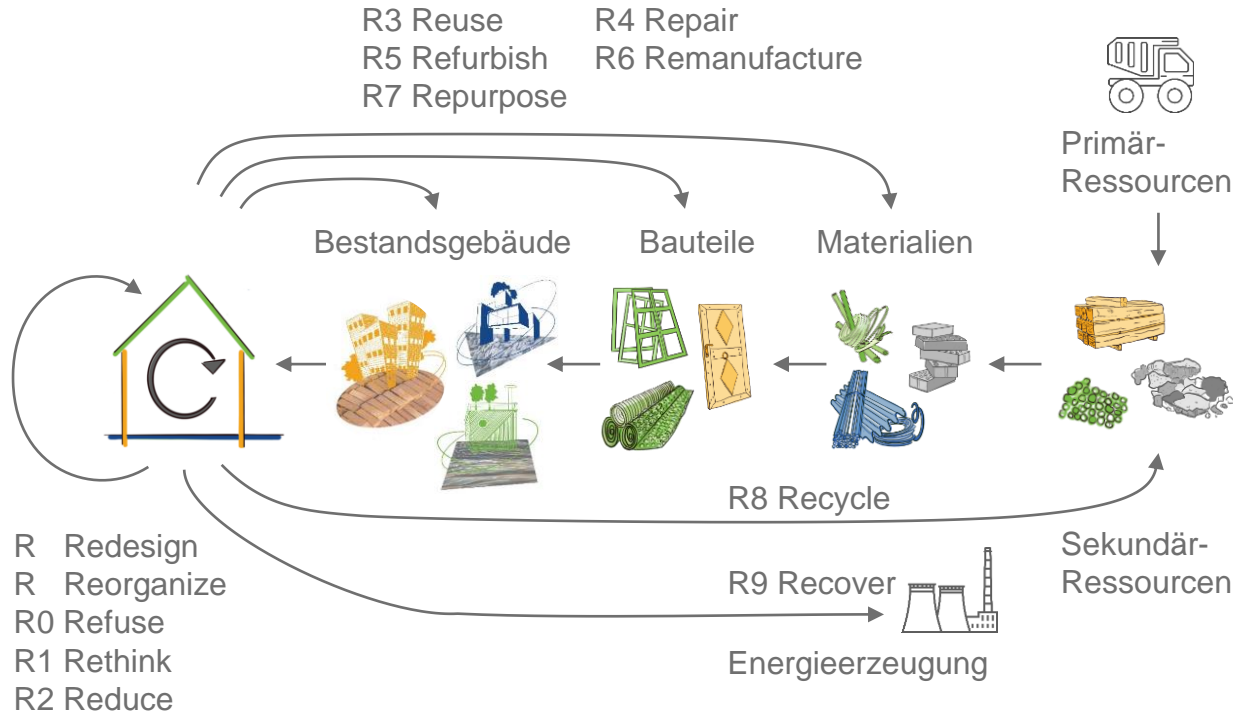 R3 Reuse R4 Repair
R5 Refurbish R6 Remanufacture
R7 Repurpose
Primär-
Ressourcen
Bestandsgebäude Bauteile Materialien
R8 Recycle
R Redesign
R Reorganize
R0 Refuse
R1 Rethink
R2 Reduce
R9 Recover
Energieerzeugung
Sekundär-
Ressourcen